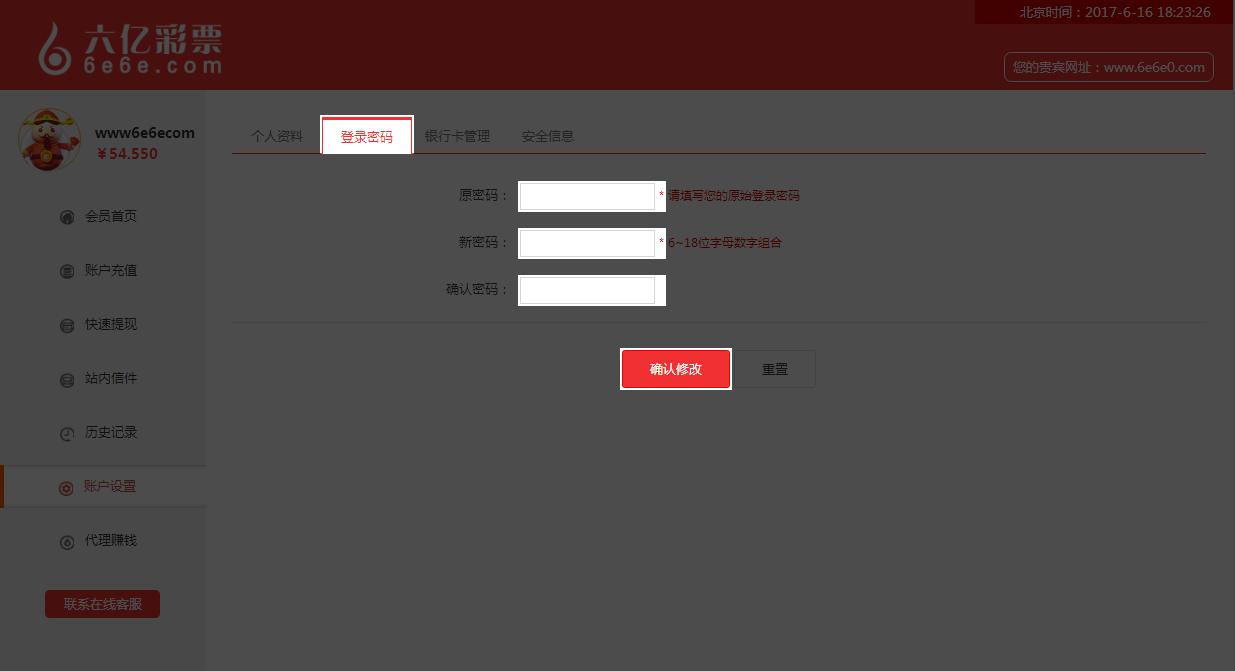 北京时间：2017-6-16 18:23:26
六亿彩票
6e6e.com
您的贵宾网址：www.6e6e0.com
www6e6ecom
￥54.550
会员首页
账户充值
快速提现
站内信件
历史记录
账户设置
代理赚钱
联系在线客服
个人资料 登录密码 银行卡管理 安全信息
原密码： * 请填写您的原始登录密码
新密码： * 6~18位字母数字组合
确认密码：
确认修改 重置